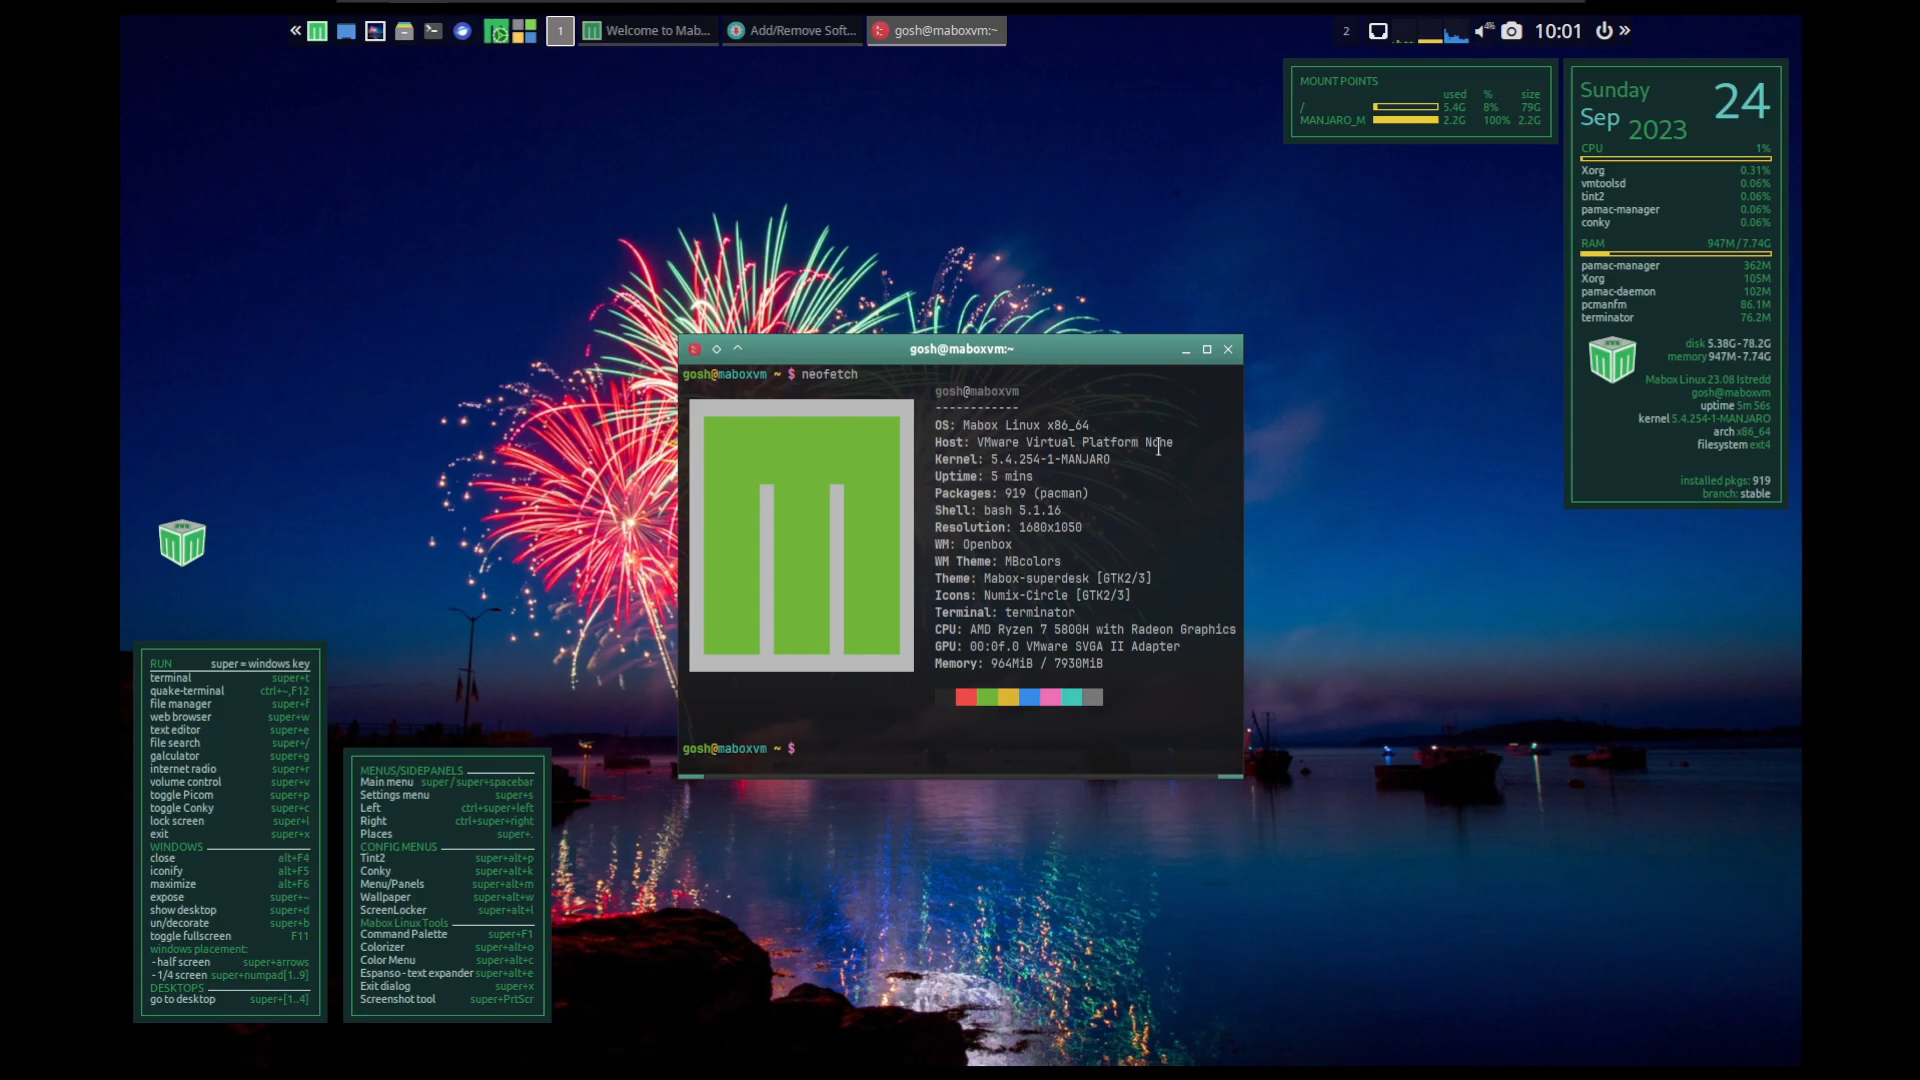 «
1
Welcome to Mab...
Add/Remove Soft...
gosh@maboxvm:~
2
4%
10:01
»
MOUNT POINTS
used % size
/ 5.4G 8% 79G
MANJARO_M 2.2G 100% 2.2G
Sunday
24
Sep 2023
CPU 1%
Xorg 0.31%
vmtoolsd 0.06%
tint2 0.06%
pamac-manager 0.06%
conky 0.06%
RAM 947M / 7.74G
pamac-manager 362M
Xorg 105M
pamac-daemon 102M
pcmanfm 86.1M
terminator 76.2M
disk 5.38G - 78.2G
memory 947M - 7.74G
Mabox Linux 23.08 Istredd
gosh@maboxvm
uptime 5m 56s
kernel 5.4.254-1-MANJARO
arch x86_64
filesystem ext4
installed pkgs: 919
branch: stable
gosh@maboxvm:~
gosh@maboxvm ~ $ neofetch
gosh@maboxvm
------------
OS: Mabox Linux x86_64
Host: VMware Virtual Platform None
Kernel: 5.4.254-1-MANJARO
Uptime: 5 mins
Packages: 919 (pacman)
Shell: bash 5.1.16
Resolution: 1680x1050
WM: Openbox
WM Theme: MBcolors
Theme: Mabox-superdesk [GTK2/3]
Icons: Numix-Circle [GTK2/3]
Terminal: terminator
CPU: AMD Ryzen 7 5800H with Radeon Graphics
GPU: 00:0f.0 VMware SVGA II Adapter
Memory: 964MiB / 7930MiB
gosh@maboxvm ~ $
RUN super = windows key
terminal super+t
quake-terminal ctrl+~,F12
file manager super+f
web browser super+w
text editor super+e
file search super+/
galculator super+g
internet radio super+r
volume control super+v
toggle Picom super+p
toggle Conky super+c
lock screen super+l
exit super+x
WINDOWS
close alt+F4
iconify alt+F5
maximize alt+F6
expose super+~
show desktop super+d
un/decorate super+b
toggle fullscreen F11
windows placement:
- half screen super+arrows
- 1/4 screen super+numpad[1..9]
DESKTOPS
go to desktop super+[1..4]
MENUS/SIDEPANELS
Main menu super / super+spacebar
Settings menu super+s
Left ctrl+super+left
Right ctrl+super+right
Places super+.
CONFIG MENUS
Tint2 super+alt+p
Conky super+alt+k
Menu/Panels super+alt+m
Wallpaper super+alt+w
ScreenLocker super+alt+l
Mabox Linux Tools
Command Palette super+F1
Colorizer super+alt+o
Color Menu super+alt+c
Espanso - text expander super+alt+e
Exit dialog super+x
Screenshot tool super+PrtScr